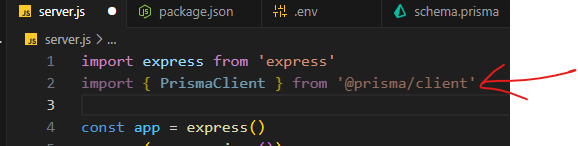 server.js
package.json
.env
schema.prisma
server.js > ...
1 import express from 'express'
2 import { PrismaClient } from '@prisma/client'
3
4 const app = express()